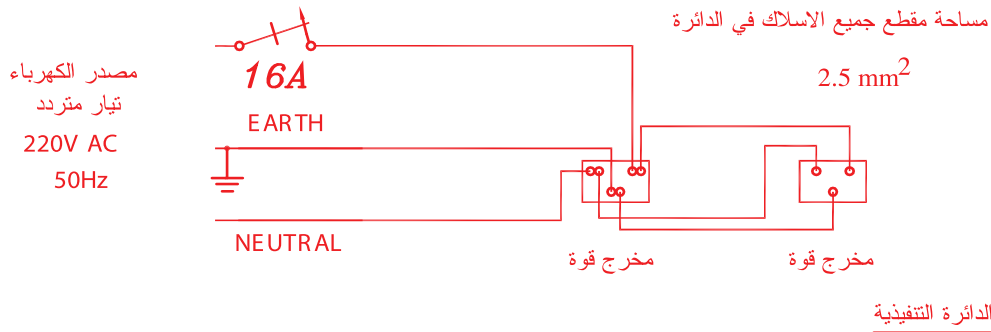 مساحة مقطع جميع الاسلاك في الدائرة
2.5 mm²
مصدر الكهرباء
تيار متردد
220V AC
50Hz
16A
EARTH
NEUTRAL
مخرج قوة
مخرج قوة
الدائرة التنفيذية